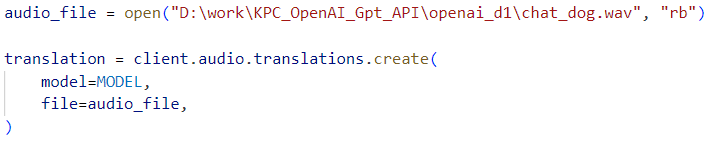 audio_file = open("D:\work\KPC_OpenAI_Gpt_API\openai_d1\chat_dog.wav", "rb")
translation = client.audio.translations.create(
    model=MODEL,
    file=audio_file,
)